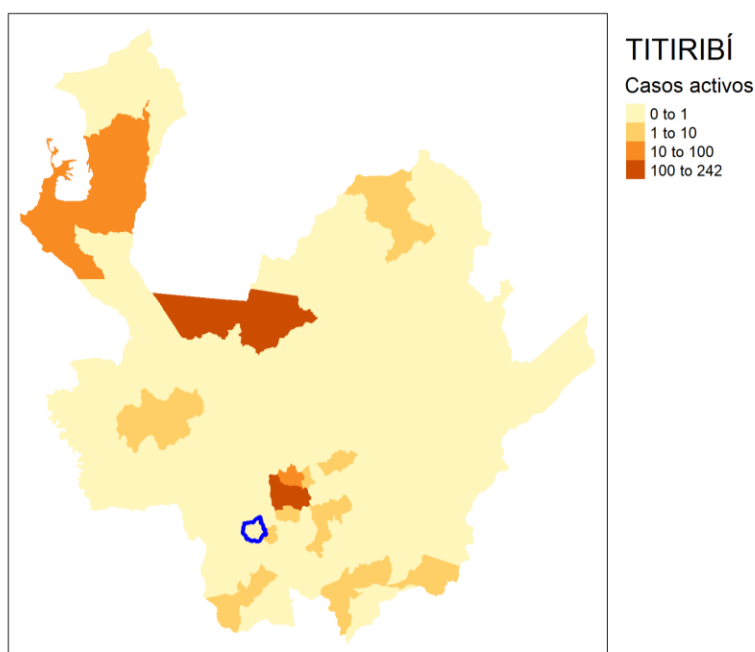 TITIRIBÍ
Casos activos
0 to 1
1 to 10
10 to 100
100 to 242